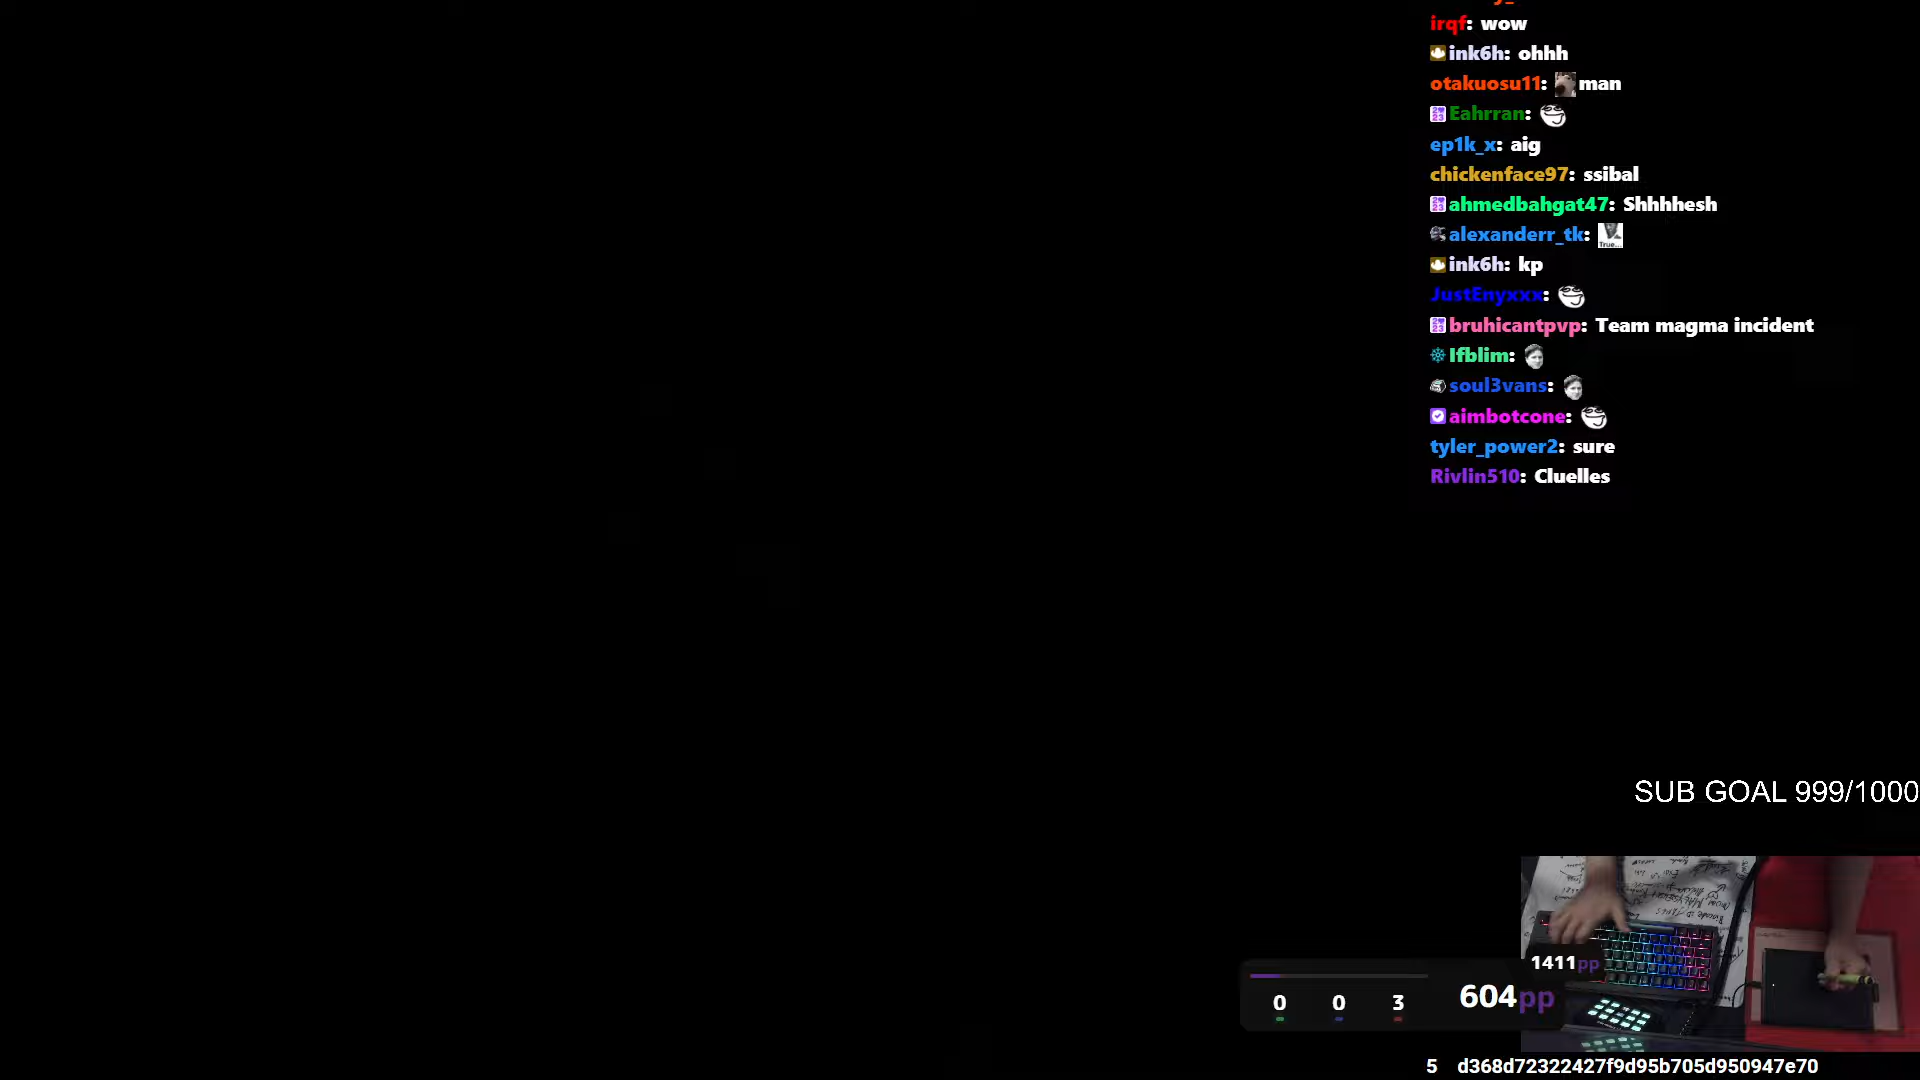 irqf: wow
ink6h: ohhh
otakuosu11: man
Eahrran:
ep1k_x: aig
chickenface97: ssibal
ahmedbahgat47: Shhhhesh
alexanderr_tk: True...
ink6h: kp
JustEnyxxx:
bruhicantpvp: Team magma incident
lfblim:
soul3vans:
aimbotcone:
tyler_power2: sure
Rivlin510: Cluelles
SUB GOAL 999/1000
1411pp
0 0 3 604pp
5 d368d72322427f9d95b705d950947e70